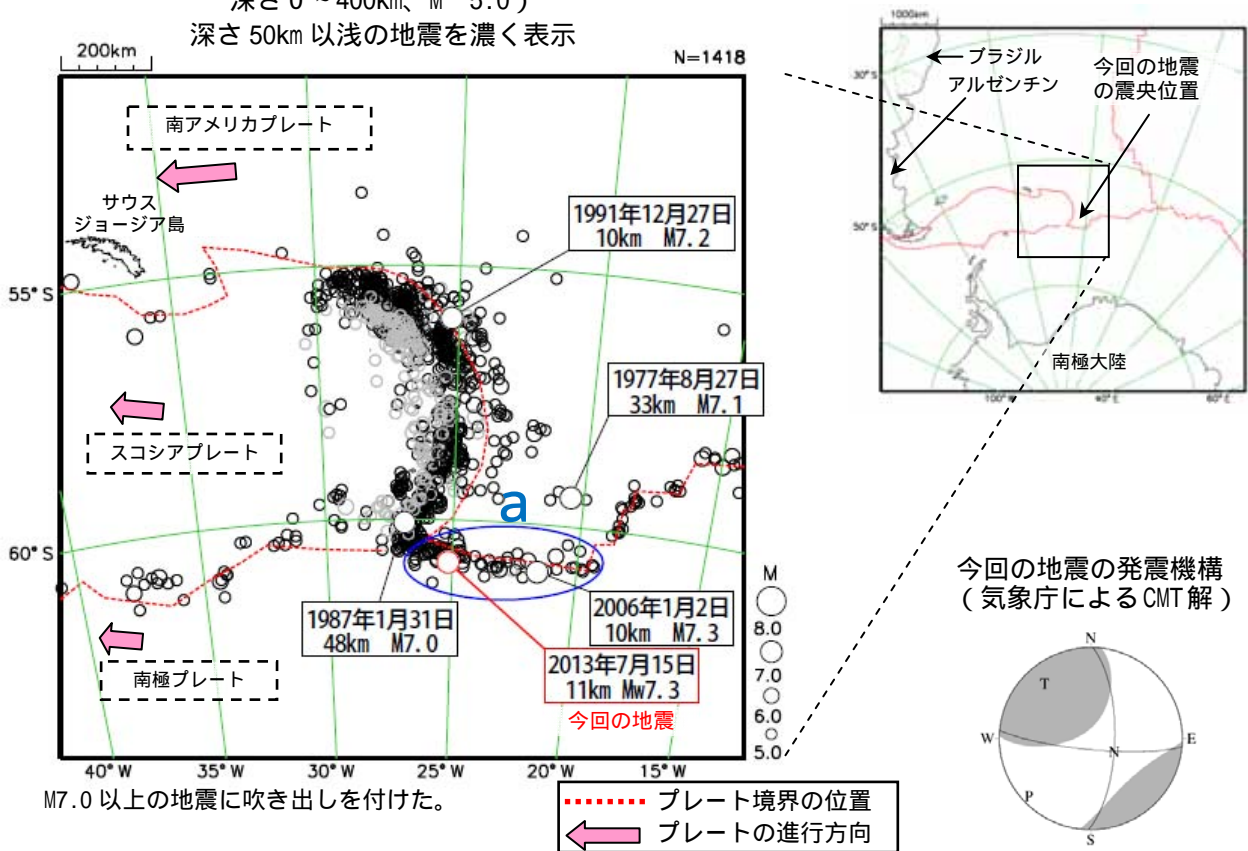 深さ0～400km、M 5.0）
深さ50km以浅の地震を濃く表示
200km
N=1418
南アメリカプレート
サウス
ジョージア島
1991年12月27日
10km M7.2
55°S
1977年8月27日
33km M7.1
スコシアプレート
a
60°S
1987年1月31日
48km M7.0
2006年1月2日
10km M7.3
南極プレート
2013年7月15日
11km Mw7.3
今回の地震
M
8.0
7.0
6.0
5.0
40°W 35°W 30°W 25°W 20°W 15°W
M7.0以上の地震に吹き出しを付けた。
プレート境界の位置
プレートの進行方向
1000km
ブラジル
アルゼンチン
今回の地震
の震央位置
30°S
50°S
南極大陸
100°W 40°E 60°E
今回の地震の発震機構
（気象庁によるCMT解）
N
T
W
N
E
P
S